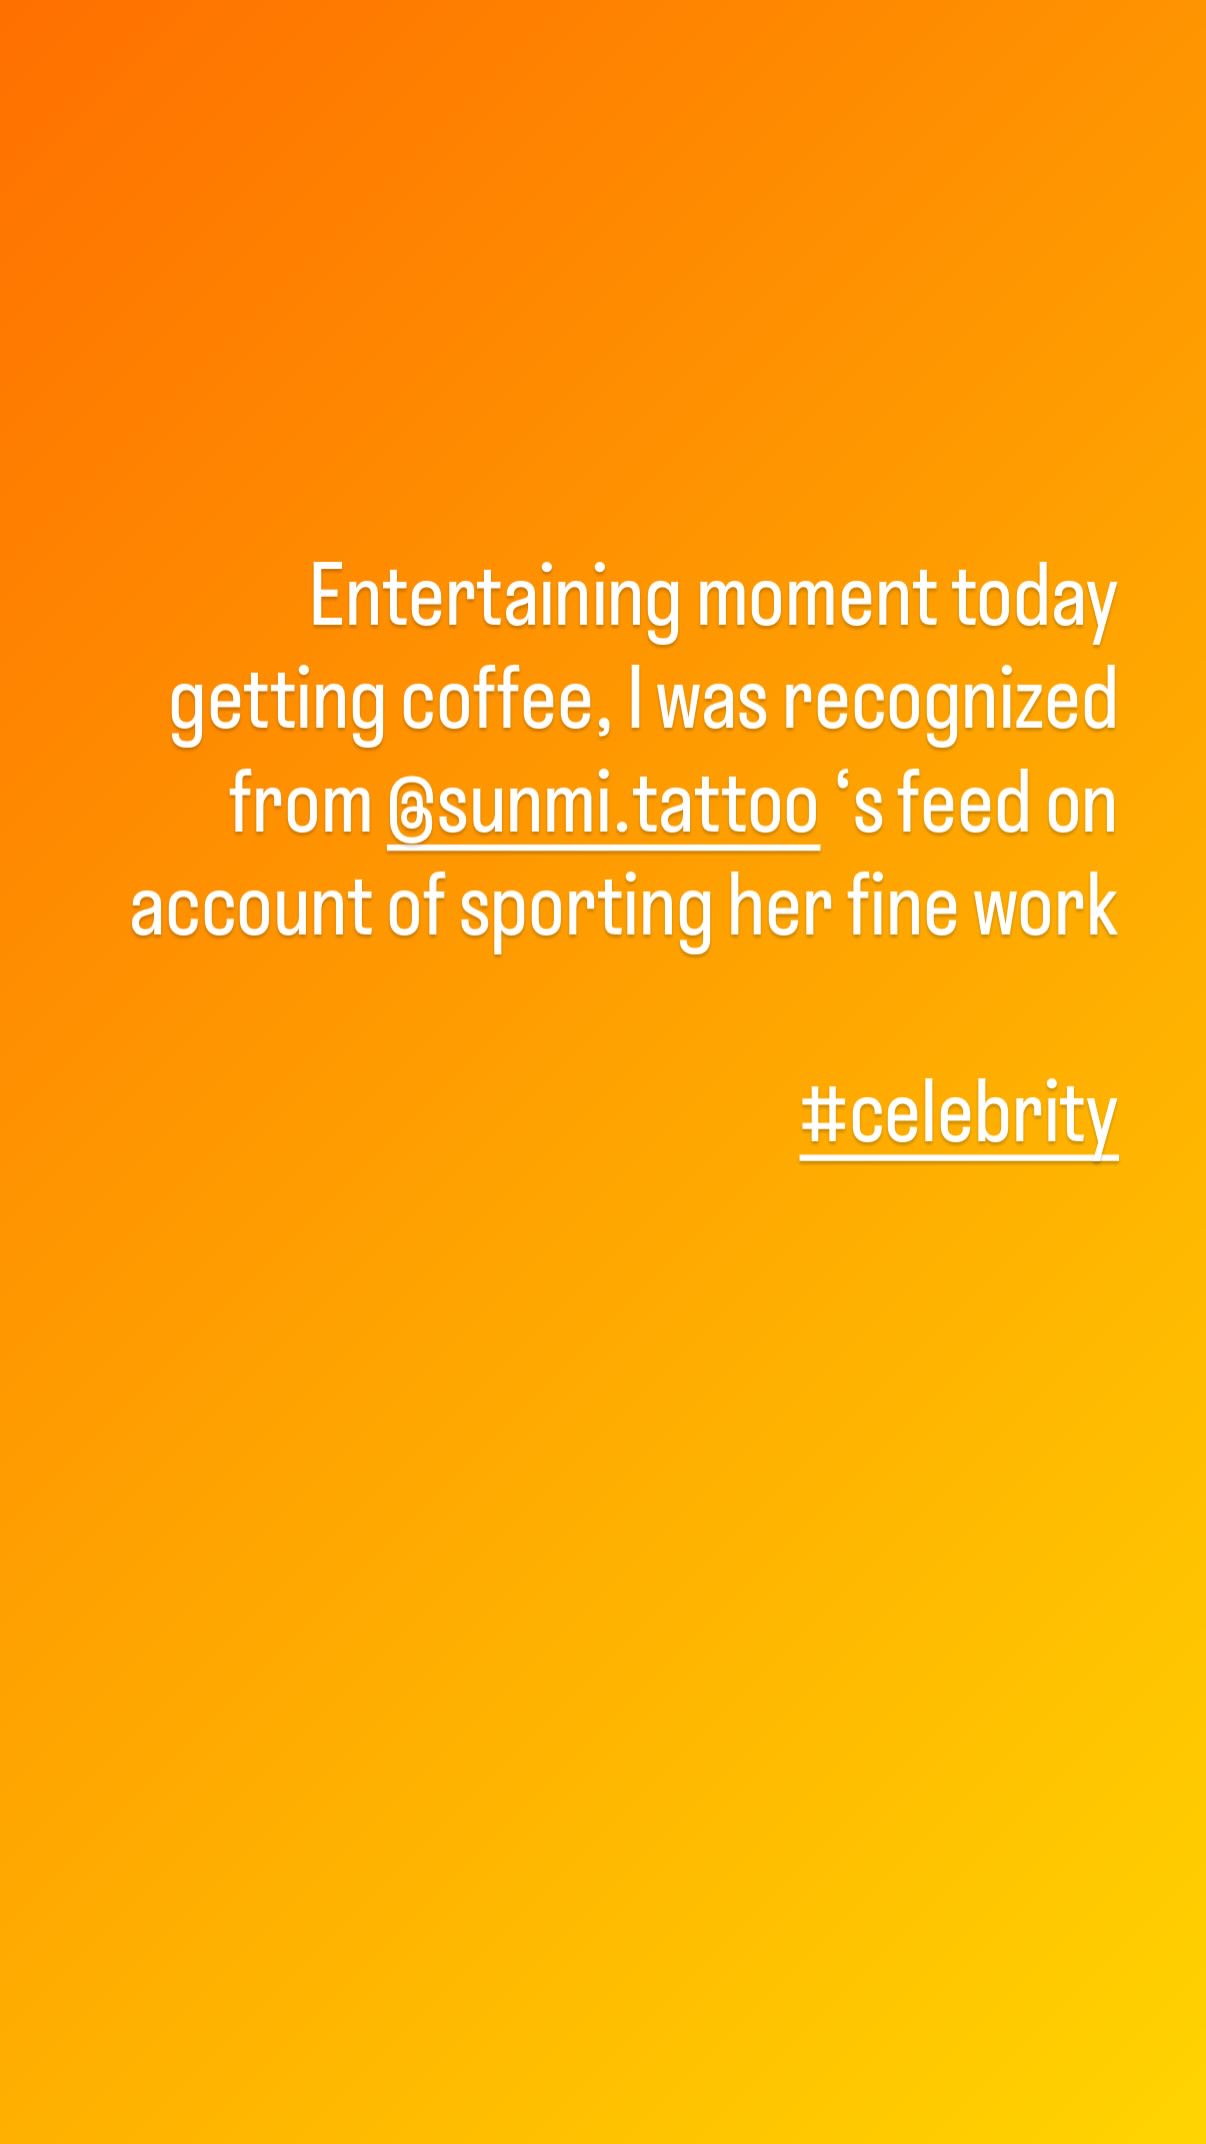 Entertaining moment today
getting coffee, I was recognized
from @sunmi.tattoo ‘s feed on
account of sporting her fine work
#celebrity